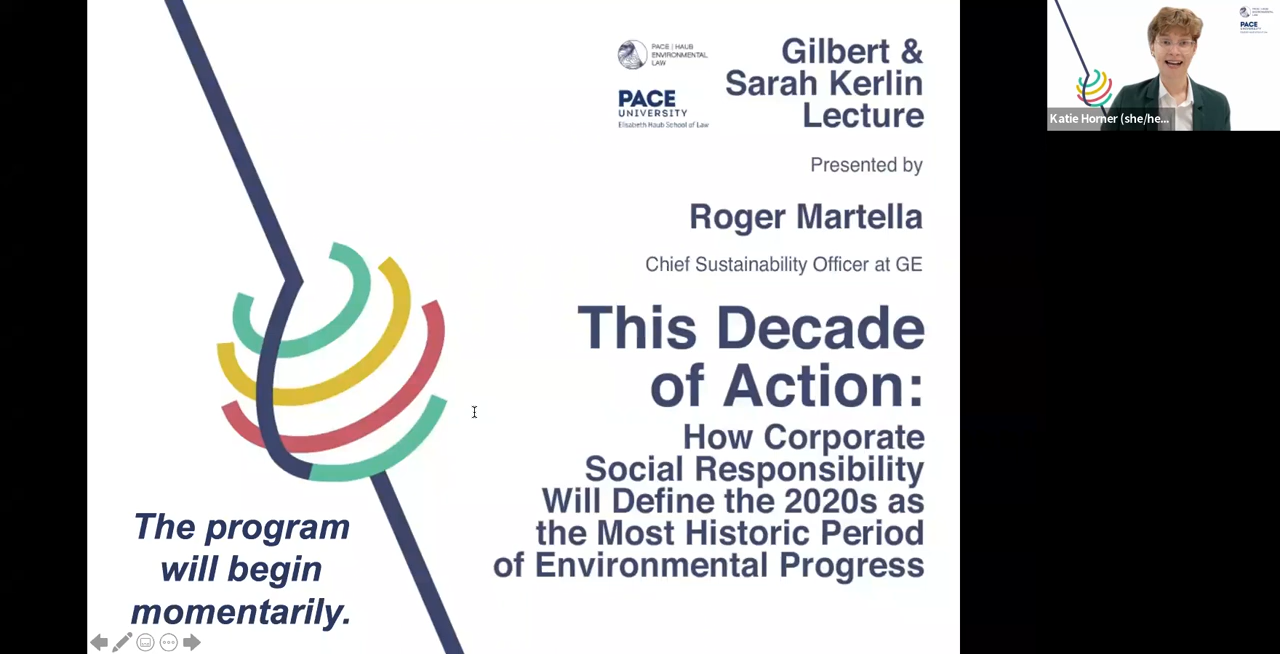 PACE | HAUB
ENVIRONMENTAL
LAW
PACE
UNIVERSITY
Elisabeth Haub School of Law
Gilbert &
Sarah Kerlin
Lecture
Presented by
Roger Martella
Chief Sustainability Officer at GE
This Decade
of Action:
How Corporate
Social Responsibility
Will Define the 2020s as
the Most Historic Period
of Environmental Progress
The program
will begin
momentarily.
PACE
Katie Horner (she/he...